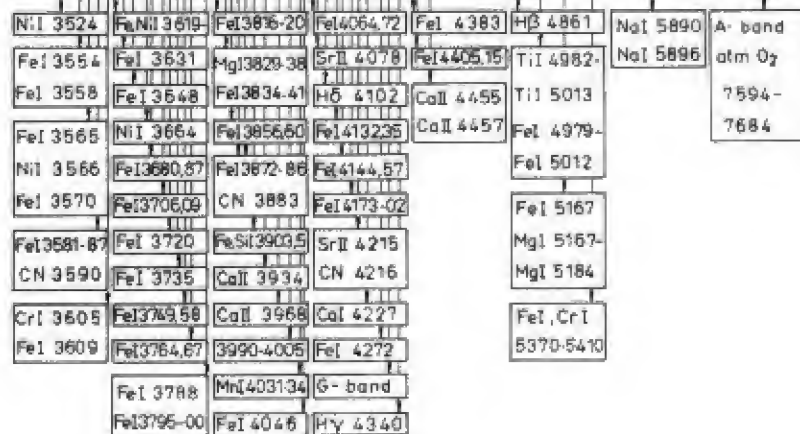 NiI 3524
FeI 3554
FeI 3558
FeI 3565
NiI 3566
FeI 3570
FeI3581-87
CN 3590
CrI 3605
FeI 3609
Fe,NiI 3619-
FeI 3631
FeI 3648
NiI 3664
FeI3680,87
FeI3706,09
FeI 3720
FeI 3735
FeI3749,58
FeI3764,67
FeI 3788
FeI3795-00
FeI3816-20
MgI3829-38
FeI3834-41
FeI3856,60
FeI3872-86
CN 3883
Fe,SiI3903,5
CaII 3934
CaII 3968
3990-4005
MnI4031-34
FeI 4046
FeI4064,72
SrII 4078
Hδ 4102
FeI4132,35
FeI4144,57
FeI4173-02
SrII 4215
CN 4216
CaI 4227
FeI 4272
G-band
Hγ 4340
FeI 4383
FeI4405,15
CaII 4455
CaII 4457
Hβ 4861
TiI 4982-
TiI 5013
FeI 4979-
FeI 5012
FeI 5167
MgI 5167-
MgI 5184
FeI,CrI
5370-5410
NaI 5890
NaI 5896
A-band
atm O₂
7594-
7684